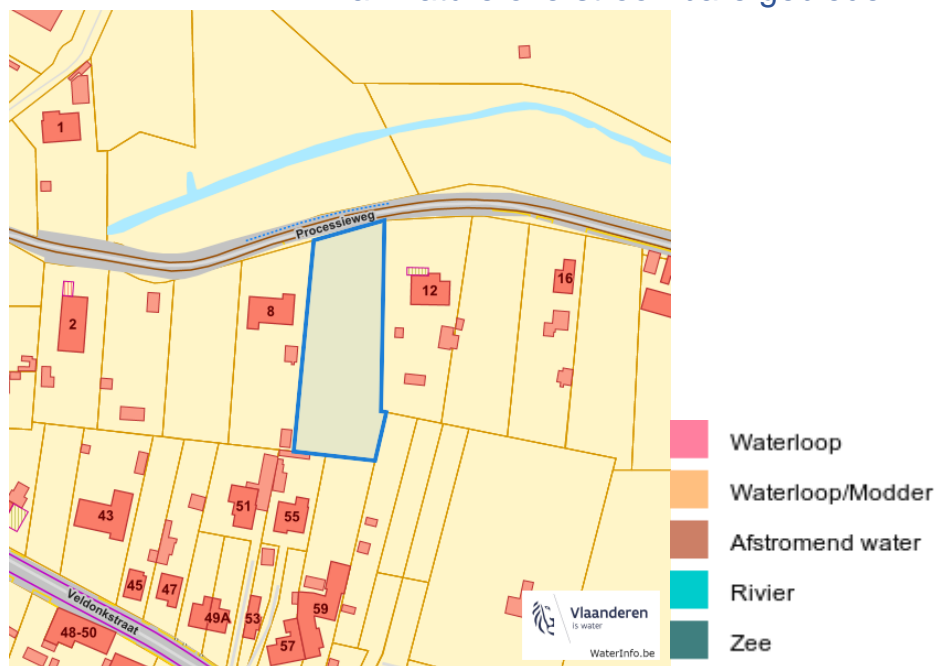 1
Processieweg
2
8
12
16
43
51
55
45
47
49A
53
59
57
48-50
Veldonkstraat
Vlaanderen
is water
WaterInfo.be
Waterloop
Waterloop/Modder
Afstromend water
Rivier
Zee